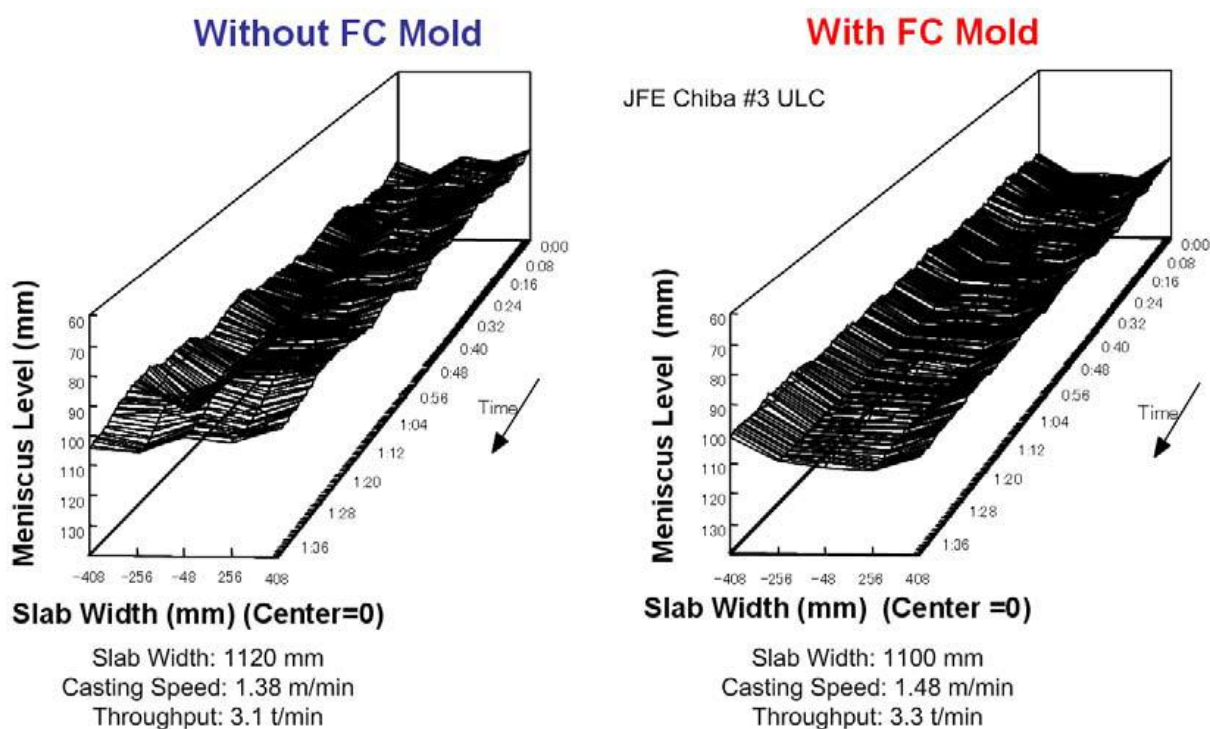 Without FC Mold
With FC Mold
JFE Chiba #3 ULC
Meniscus Level (mm)
60
70
80
90
100
110
120
130
0:00
0:08
0:16
0:24
0:32
0:40
0:48
0:56
1:04
1:12
1:20
1:28
1:36
Time
−408 −256 −48 256 408
Slab Width (mm) (Center=0)
Slab Width: 1120 mm
Casting Speed: 1.38 m/min
Throughput: 3.1 t/min
Meniscus Level (mm)
60
70
80
90
100
110
120
130
0:00
0:08
0:16
0:24
0:32
0:40
0:48
0:56
1:04
1:12
1:20
1:28
1:36
Time
−408 −256 −48 256 408
Slab Width (mm) (Center =0)
Slab Width: 1100 mm
Casting Speed: 1.48 m/min
Throughput: 3.3 t/min